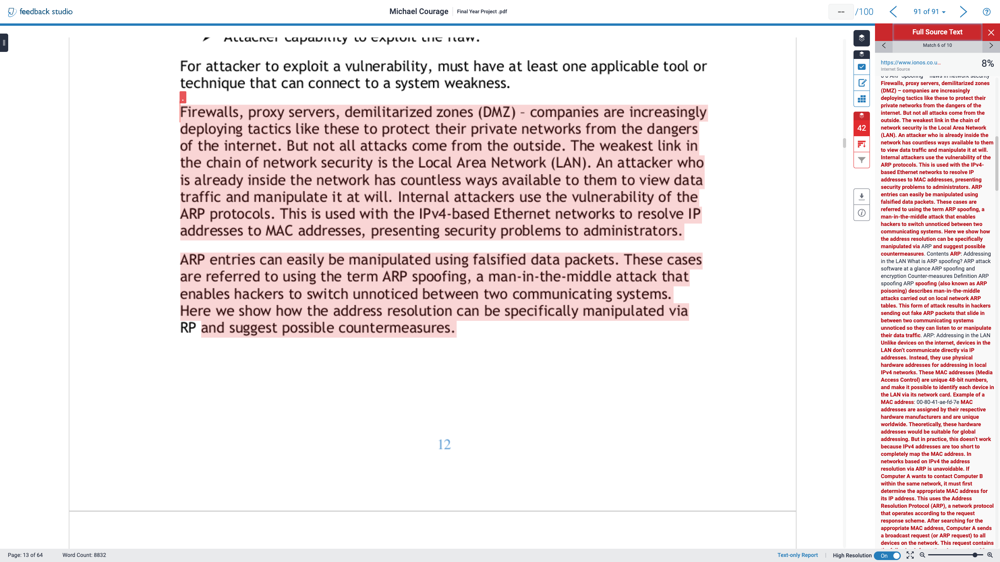 feedback studio
Michael Courage
Final Year Project .pdf
--
/100
91 of 91
Attacker capability to exploit the flaw.
For attacker to exploit a vulnerability, must have at least one applicable tool or
technique that can connect to a system weakness.
.
Firewalls, proxy servers, demilitarized zones (DMZ) – companies are increasingly
deploying tactics like these to protect their private networks from the dangers
of the internet. But not all attacks come from the outside. The weakest link in
the chain of network security is the Local Area Network (LAN). An attacker who
is already inside the network has countless ways available to them to view data
traffic and manipulate it at will. Internal attackers use the vulnerability of the
ARP protocols. This is used with the IPv4-based Ethernet networks to resolve IP
addresses to MAC addresses, presenting security problems to administrators.
ARP entries can easily be manipulated using falsified data packets. These cases
are referred to using the term ARP spoofing, a man-in-the-middle attack that
enables hackers to switch unnoticed between two communicating systems.
Here we show how the address resolution can be specifically manipulated via
RP and suggest possible countermeasures.
12
42
Full Source Text
Match 6 of 10
https://www.ionos.co.u...
8%
Internet Source
ARP Spoofing flaws in network security
Firewalls, proxy servers, demilitarized zones
(DMZ) – companies are increasingly
deploying tactics like these to protect their
private networks from the dangers of the
internet. But not all attacks come from the
outside. The weakest link in the chain of
network security is the Local Area Network
(LAN). An attacker who is already inside the
network has countless ways available to them
to view data traffic and manipulate it at will.
Internal attackers use the vulnerability of the
ARP protocols. This is used with the IPv4-
based Ethernet networks to resolve IP
addresses to MAC addresses, presenting
security problems to administrators. ARP
entries can easily be manipulated using
falsified data packets. These cases are
referred to using the term ARP spoofing, a
man-in-the-middle attack that enables
hackers to switch unnoticed between two
communicating systems. Here we show how
the address resolution can be specifically
manipulated via ARP and suggest possible
countermeasures. Contents ARP: Addressing
in the LAN What is ARP spoofing? ARP attack
software at a glance ARP spoofing and
encryption Counter-measures Definition ARP
spoofing ARP spoofing (also known as ARP
poisoning) describes man-in-the-middle
attacks carried out on local network ARP
tables. This form of attack results in hackers
sending out fake ARP packets that slide in
between two communicating systems
unnoticed so they can listen to or manipulate
their data traffic. ARP: Addressing in the LAN
Unlike devices on the internet, devices in the
LAN don't communicate directly via IP
addresses. Instead, they use physical
hardware addresses for addressing in local
IPv4 networks. These MAC addresses (Media
Access Control) are unique 48-bit numbers,
and make it possible to identify each device in
the LAN via its network card. Example of a
MAC address: 00-80-41-ae-fd-7e MAC
addresses are assigned by their respective
hardware manufacturers and are unique
worldwide. Theoretically, these hardware
addresses would be suitable for global
addressing. But in practice, this doesn't work
because IPv4 addresses are too short to
completely map the MAC address. In
networks based on IPv4 the address
resolution via ARP is unavoidable. If
Computer A wants to contact Computer B
within the same network, it must first
determine the appropriate MAC address for
its IP address. This uses the Address
Resolution Protocol (ARP), a network protocol
that operates according to the request
response scheme. After searching for the
appropriate MAC address, Computer A sends
a broadcast request (or ARP request) to all
devices on the network. This request contains
Page: 13 of 64
Word Count: 8832
Text-only Report
High Resolution
On